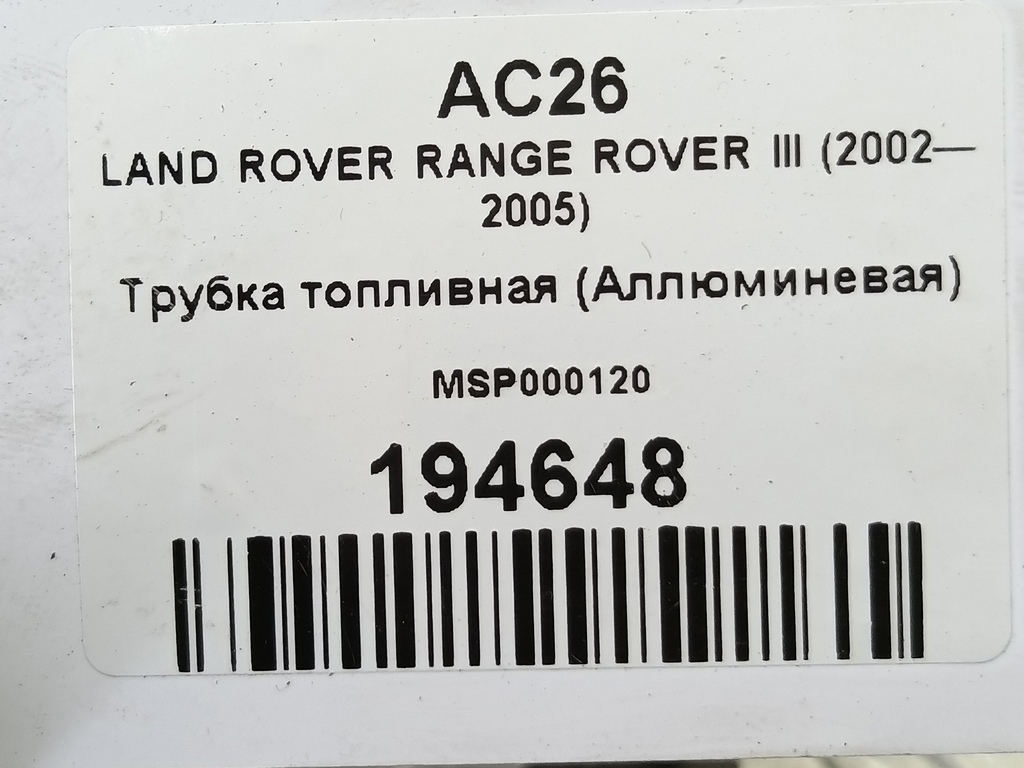 AC26
LAND ROVER RANGE ROVER III (2002—
2005)
Трубка топливная (Аллюминевая)
MSP000120
194648